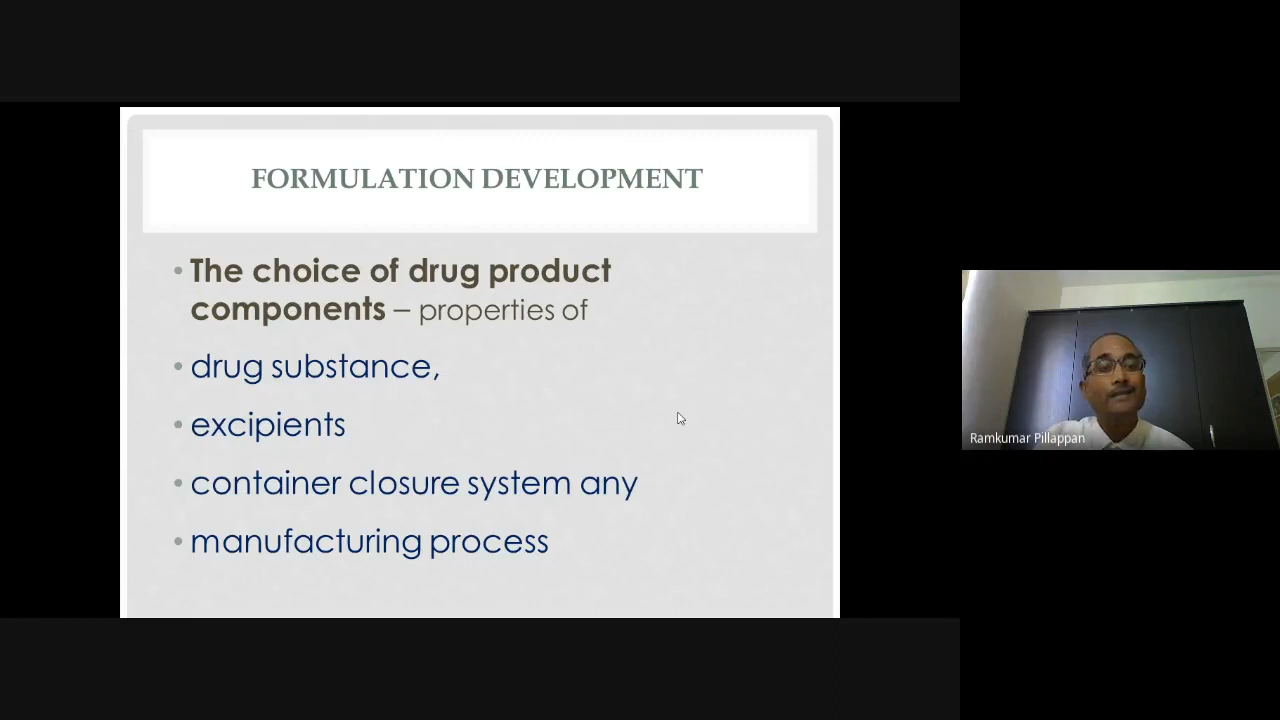 FORMULATION DEVELOPMENT
• The choice of drug product
components – properties of
• drug substance,
• excipients
• container closure system any
• manufacturing process
Ramkumar Pillappan